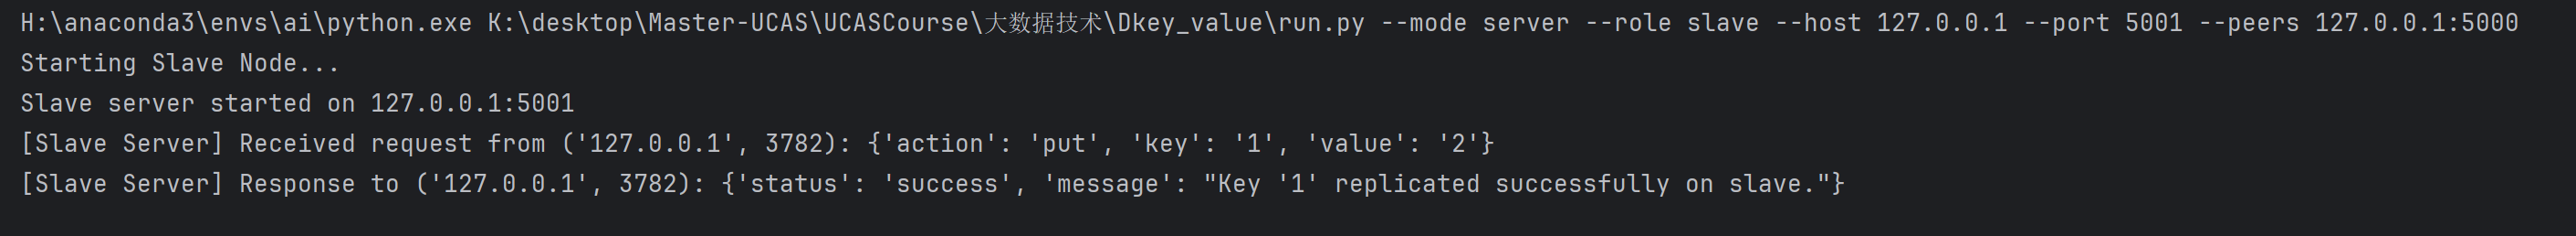 H:\anaconda3\envs\ai\python.exe K:\desktop\Master-UCAS\UCASCourse\大数据技术\Dkey_value\run.py --mode server --role slave --host 127.0.0.1 --port 5001 --peers 127.0.0.1:5000
Starting Slave Node...
Slave server started on 127.0.0.1:5001
[Slave Server] Received request from ('127.0.0.1', 3782): {'action': 'put', 'key': '1', 'value': '2'}
[Slave Server] Response to ('127.0.0.1', 3782): {'status': 'success', 'message': "Key '1' replicated successfully on slave."}